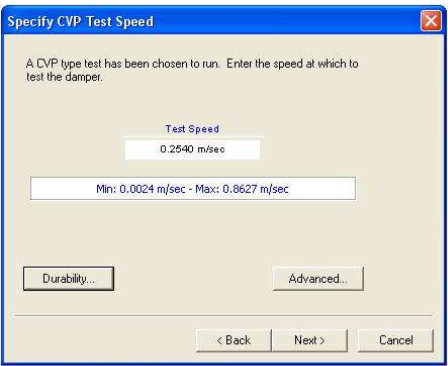 Specify CVP Test Speed
A CVP type test has been chosen to run. Enter the speed at which to
test the damper.
Test Speed
0.2540 m/sec
Min: 0.0024 m/sec - Max: 0.8627 m/sec
Durability...
Advanced...
< Back
Next >
Cancel